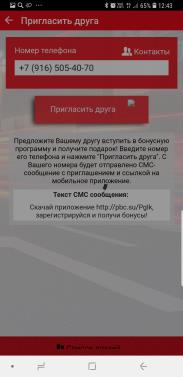 65% 12:43
Пригласить друга
Номер телефона Контакты
+7 (916) 505-40-70
Пригласить друга
Предложите Вашему другу вступить в бонусную
программу и получите подарок! Введите номер
его телефона и нажмите "Пригласить друга". С
Вашего номера будет отправлено СМС-
сообщение с приглашением и ссылкой на
мобильное приложение.
Текст СМС сообщения:
Скачай приложение http://pbc.su/Pglk,
зарегистрируйся и получи бонусы!